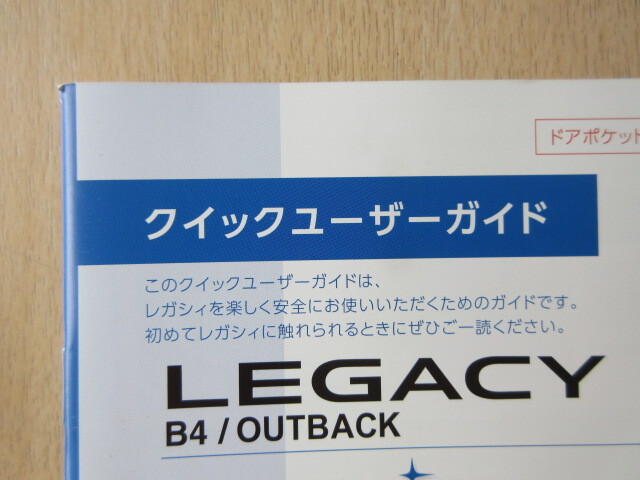 ドアポケット
クイックユーザーガイド
このクイックユーザーガイドは、
レガシィを楽しく安全にお使いいただくためのガイドです。
初めてレガシィに触れられるときにぜひご一読ください。
LEGACY
B4 / OUTBACK